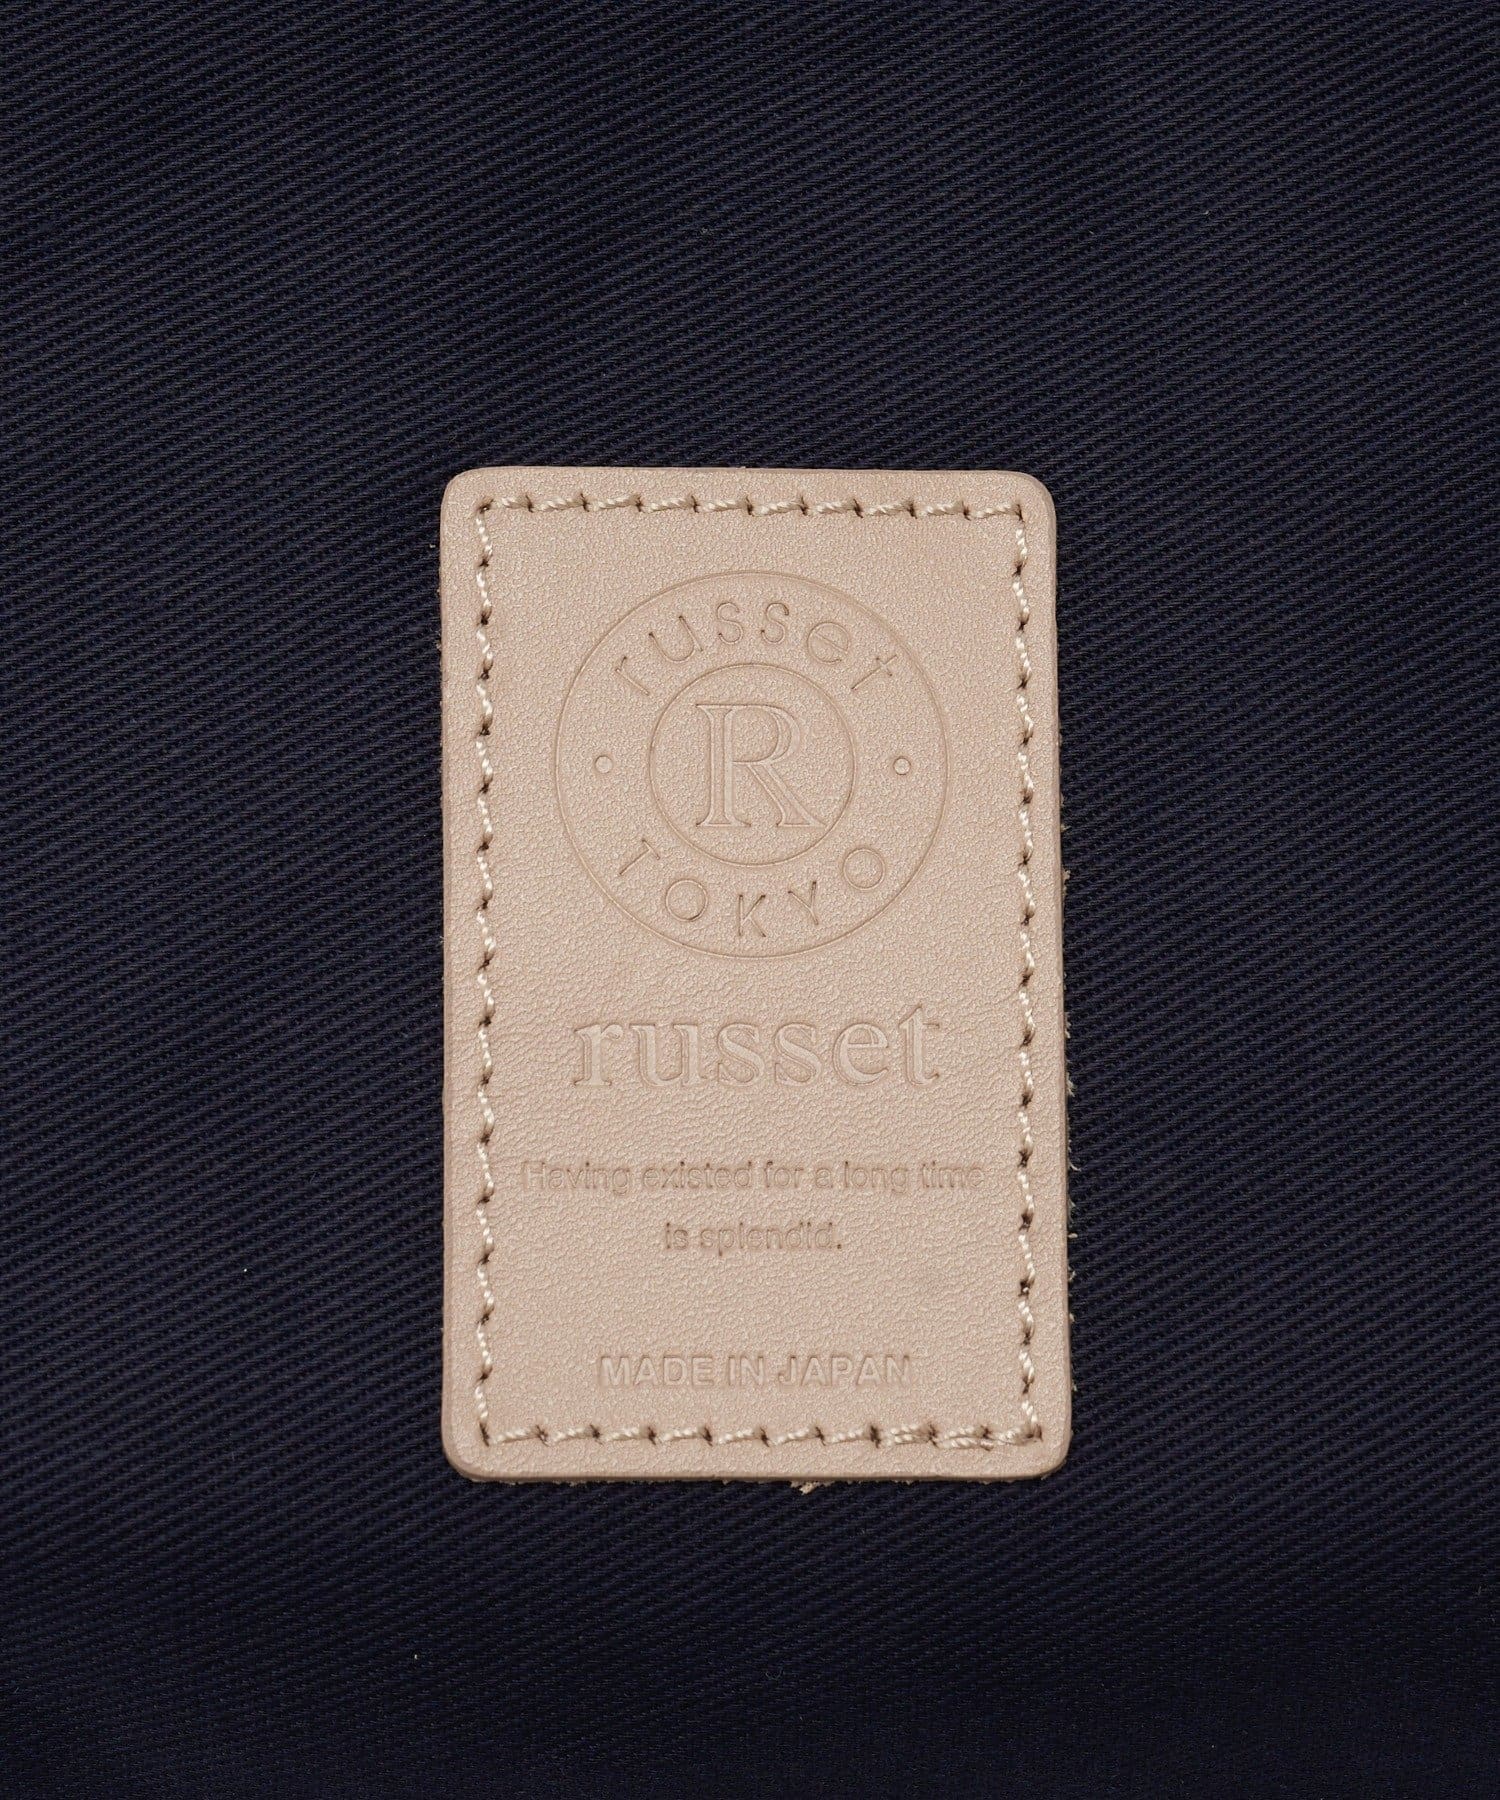 russet
R
TOKYO
russet
Having existed for a long time
is splendid.
MADE IN JAPAN